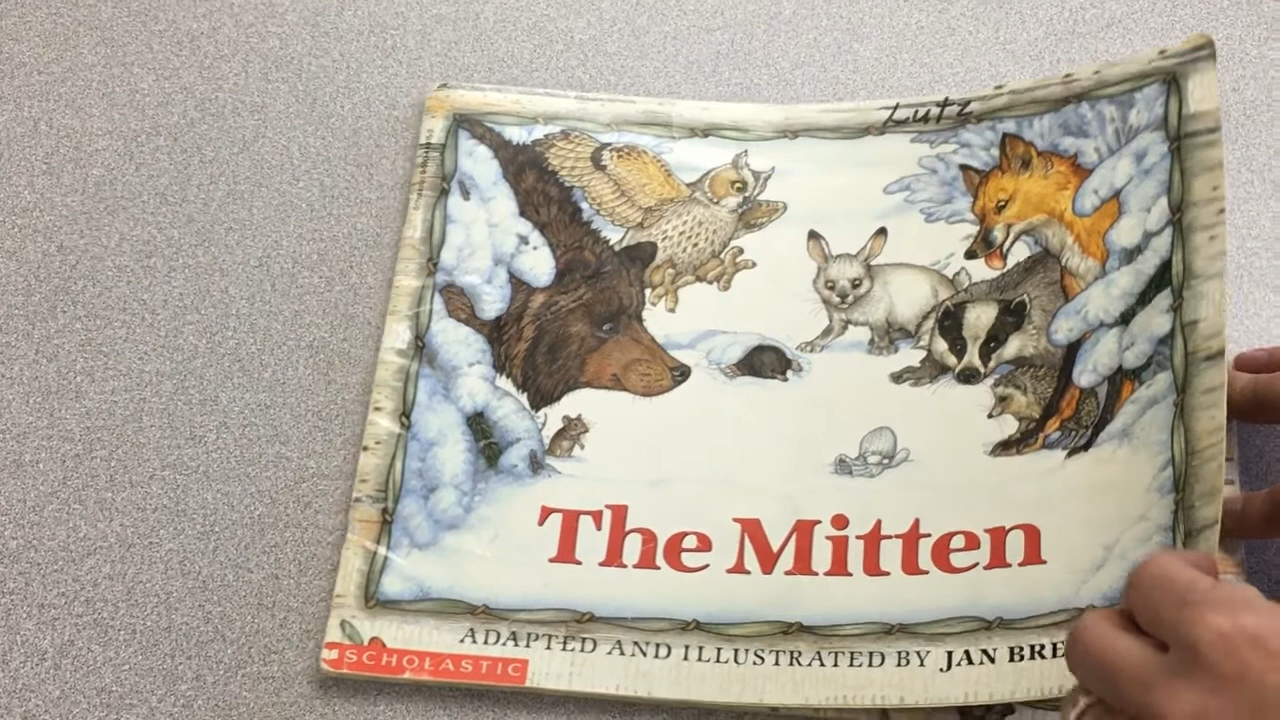 Lutz
The Mitten
ADAPTED AND ILLUSTRATED BY JAN BRE
SCHOLASTIC